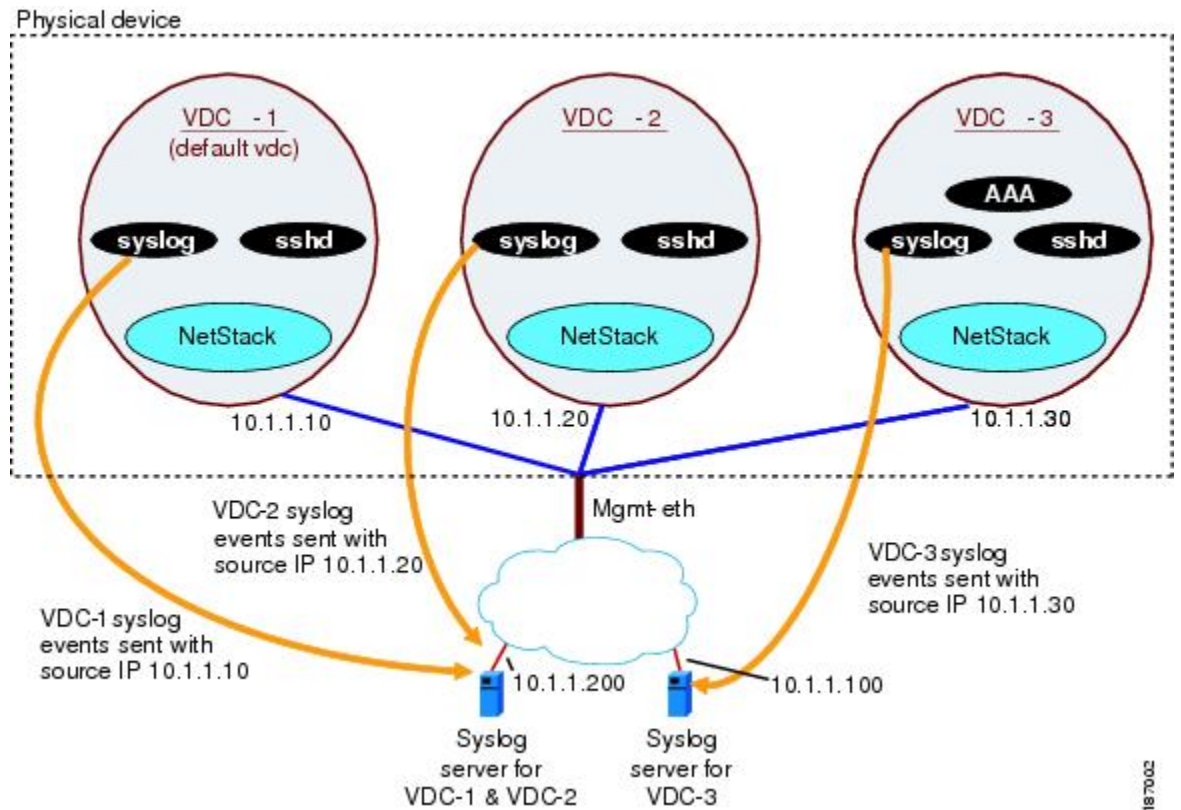 Physical device
VDC - 1
(default vdc)
syslog
sshd
NetStack
VDC - 2
syslog
sshd
NetStack
VDC - 3
AAA
syslog
sshd
NetStack
10.1.1.10
10.1.1.20
10.1.1.30
Mgmt-eth
VDC-2 syslog
events sent with
source IP 10.1.1.20
VDC-3 syslog
events sent with
source IP 10.1.1.30
VDC-1 syslog
events sent with
source IP 10.1.1.10
10.1.1.200
10.1.1.100
Syslog
server for
VDC-1 & VDC-2
Syslog
server for
VDC-3
187002